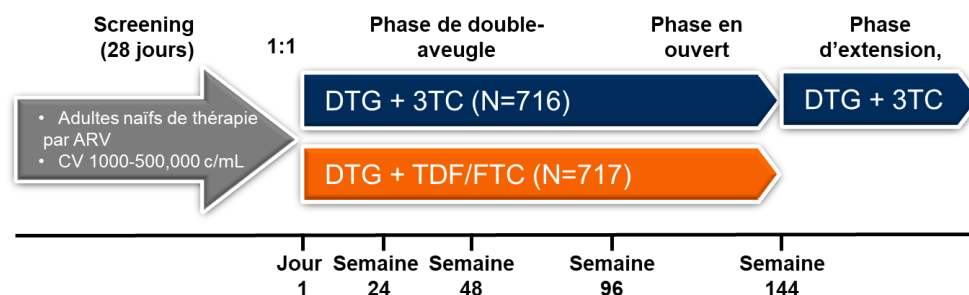 Screening
(28 jours)
1:1
Phase de double-
aveugle
Phase en
ouvert
Phase
d'extension,
• Adultes naïfs de thérapie
par ARV
• CV 1000-500,000 c/mL
DTG + 3TC (N=716)
DTG + 3TC
DTG + TDF/FTC (N=717)
Jour
1
Semaine
24
Semaine
48
Semaine
96
Semaine
144